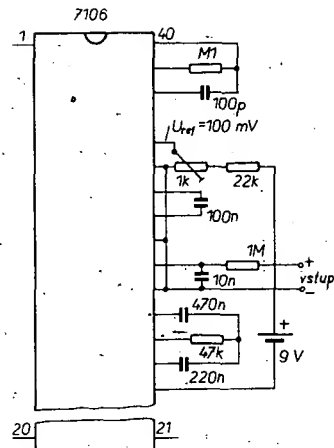 7106
1
40
M1
100p
Uref=100 mV
1k
22k
100n
1M
+
vstup
10n
–
470n
47k
220n
+
9 V
20
21